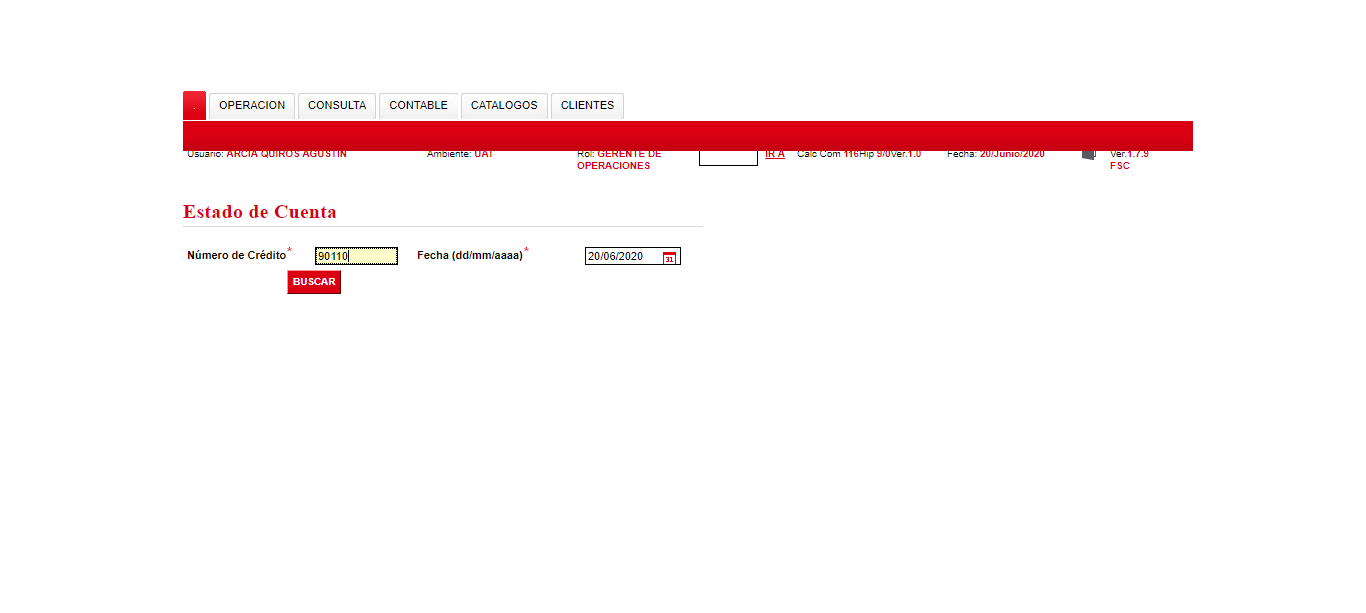 .
OPERACION CONSULTA CONTABLE CATALOGOS CLIENTES
Usuario: ARCIA QUIROS AGUSTIN Ambiente: UAT Rol: GERENTE DE OPERACIONES IR A Calc Com 116Hip 9/0Ver.1.0 Fecha: 20/Junio/2020 Ver.1.7.9 FSC
Estado de Cuenta
Número de Crédito* 90110 Fecha (dd/mm/aaaa)* 20/06/2020 31
BUSCAR